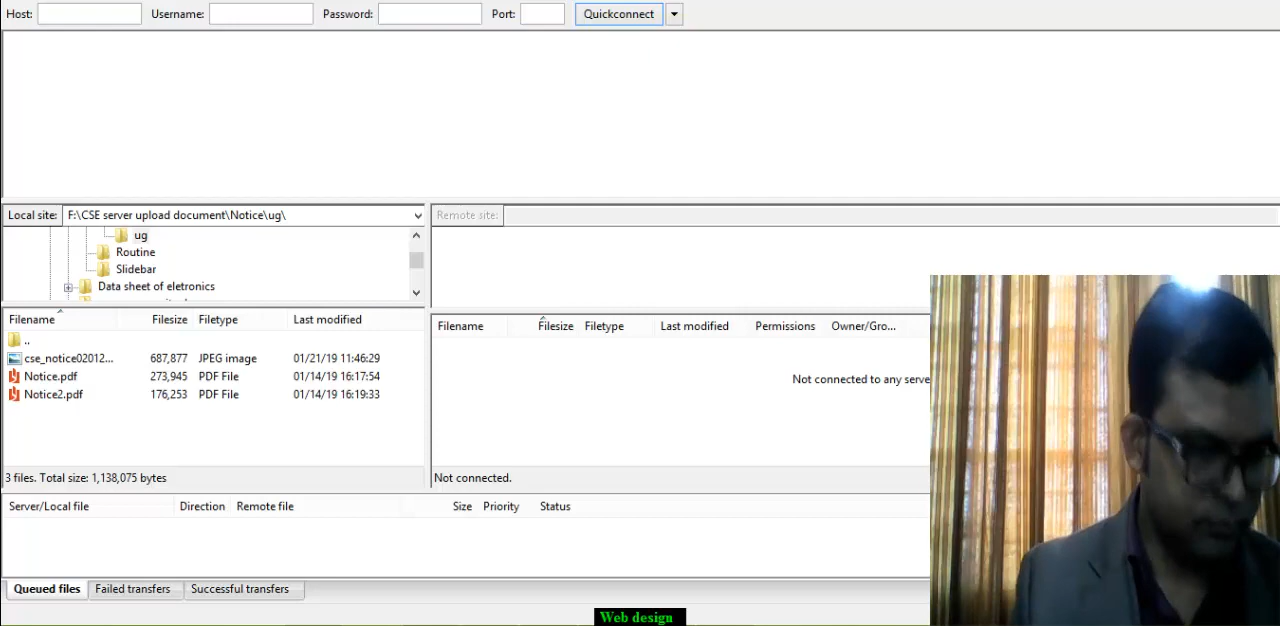 Host: Username: Password: Port: Quickconnect
Local site: F:\CSE server upload document\Notice\ug\
Remote site:
ug
Routine
Slidebar
Data sheet of eletronics
Filename Filesize Filetype Last modified
..
cse_notice02012... 687,877 JPEG image 01/21/19 11:46:29
Notice.pdf 273,945 PDF File 01/14/19 16:17:54
Notice2.pdf 176,253 PDF File 01/14/19 16:19:33
3 files. Total size: 1,138,075 bytes
Filename Filesize Filetype Last modified Permissions Owner/Gro...
Not connected to any serve
Not connected.
Server/Local file Direction Remote file Size Priority Status
Queued files Failed transfers Successful transfers
Web design